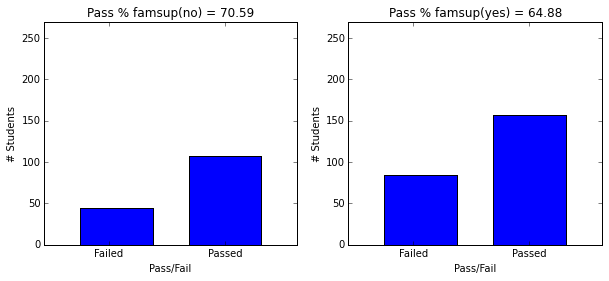 Pass % famsup(no) = 70.59
250
200
150
100
50
0
# Students
Failed Passed
Pass/Fail
Pass % famsup(yes) = 64.88
250
200
150
100
50
0
# Students
Failed Passed
Pass/Fail